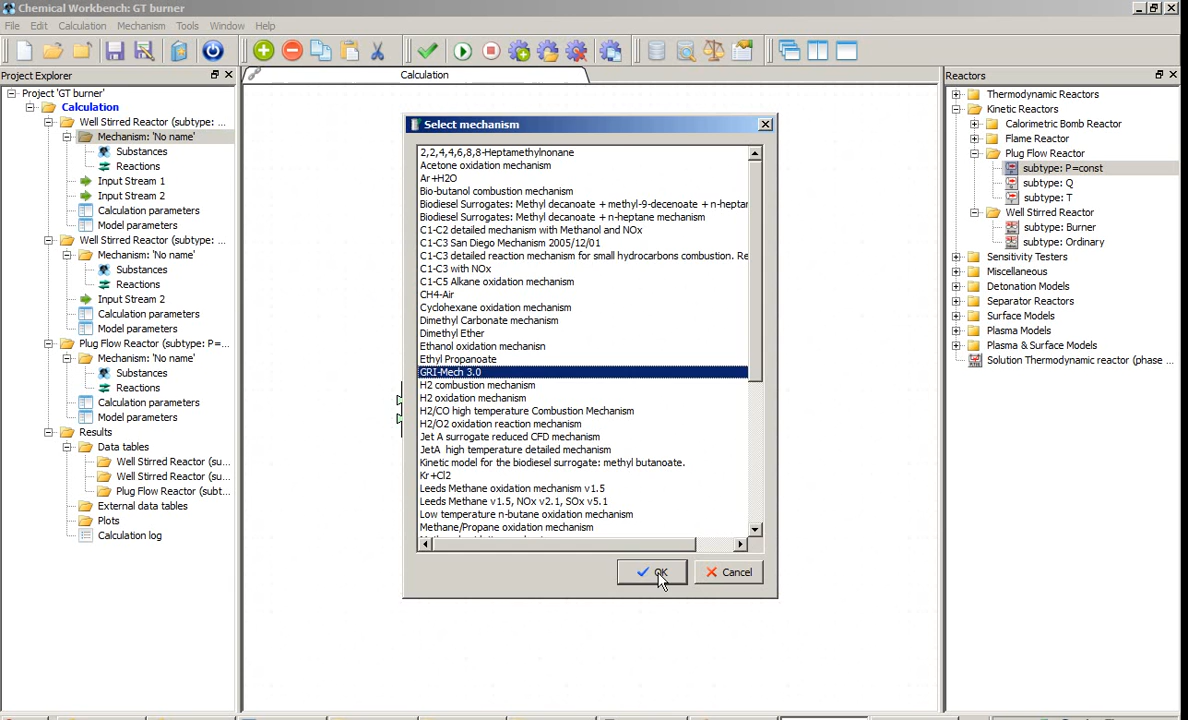 Chemical Workbench: GT burner
File Edit Calculation Mechanism Tools Window Help
Project Explorer
Project 'GT burner'
Calculation
Well Stirred Reactor (subtype: ...
Mechanism: 'No name'
Substances
Reactions
Input Stream 1
Input Stream 2
Calculation parameters
Model parameters
Well Stirred Reactor (subtype: ...
Mechanism: 'No name'
Substances
Reactions
Input Stream 2
Calculation parameters
Model parameters
Plug Flow Reactor (subtype: P=...
Mechanism: 'No name'
Substances
Reactions
Calculation parameters
Model parameters
Results
Data tables
Well Stirred Reactor (su...
Well Stirred Reactor (su...
Plug Flow Reactor (subt...
External data tables
Plots
Calculation log
Calculation
Select mechanism
2,2,4,4,6,8,8-Heptamethylnonane
Acetone oxidation mechanism
Ar+H2O
Bio-butanol combustion mechanism
Biodiesel Surrogates: Methyl decanoate + methyl-9-decenoate + n-heptar
Biodiesel Surrogates: Methyl decanoate + n-heptane mechanism
C1-C2 detailed mechanism with Methanol and NOx
C1-C3 San Diego Mechanism 2005/12/01
C1-C3 detailed reaction mechanism for small hydrocarbons combustion. Re
C1-C3 with NOx
C1-C5 Alkane oxidation mechanism
CH4-Air
Cyclohexane oxidation mechanism
Dimethyl Carbonate mechanism
Dimethyl Ether
Ethanol oxidation mechanisn
Ethyl Propanoate
GRI-Mech 3.0
H2 combustion mechanism
H2 oxidation mechanism
H2/CO high temperature Combustion Mechanism
H2/O2 oxidation reaction mechanism
Jet A surrogate reduced CFD mechanism
JetA high temperature detailed mechanism
Kinetic model for the biodiesel surrogate: methyl butanoate.
Kr+Cl2
Leeds Methane oxidation mechanism v1.5
Leeds Methane v1.5, NOx v2.1, SOx v5.1
Low temperature n-butane oxidation mechanism
Methane/Propane oxidation mechanism
OK
Cancel
Reactors
Thermodynamic Reactors
Kinetic Reactors
Calorimetric Bomb Reactor
Flame Reactor
Plug Flow Reactor
subtype: P=const
subtype: Q
subtype: T
Well Stirred Reactor
subtype: Burner
subtype: Ordinary
Sensitivity Testers
Miscellaneous
Detonation Models
Separator Reactors
Surface Models
Plasma Models
Plasma & Surface Models
Solution Thermodynamic reactor (phase ...